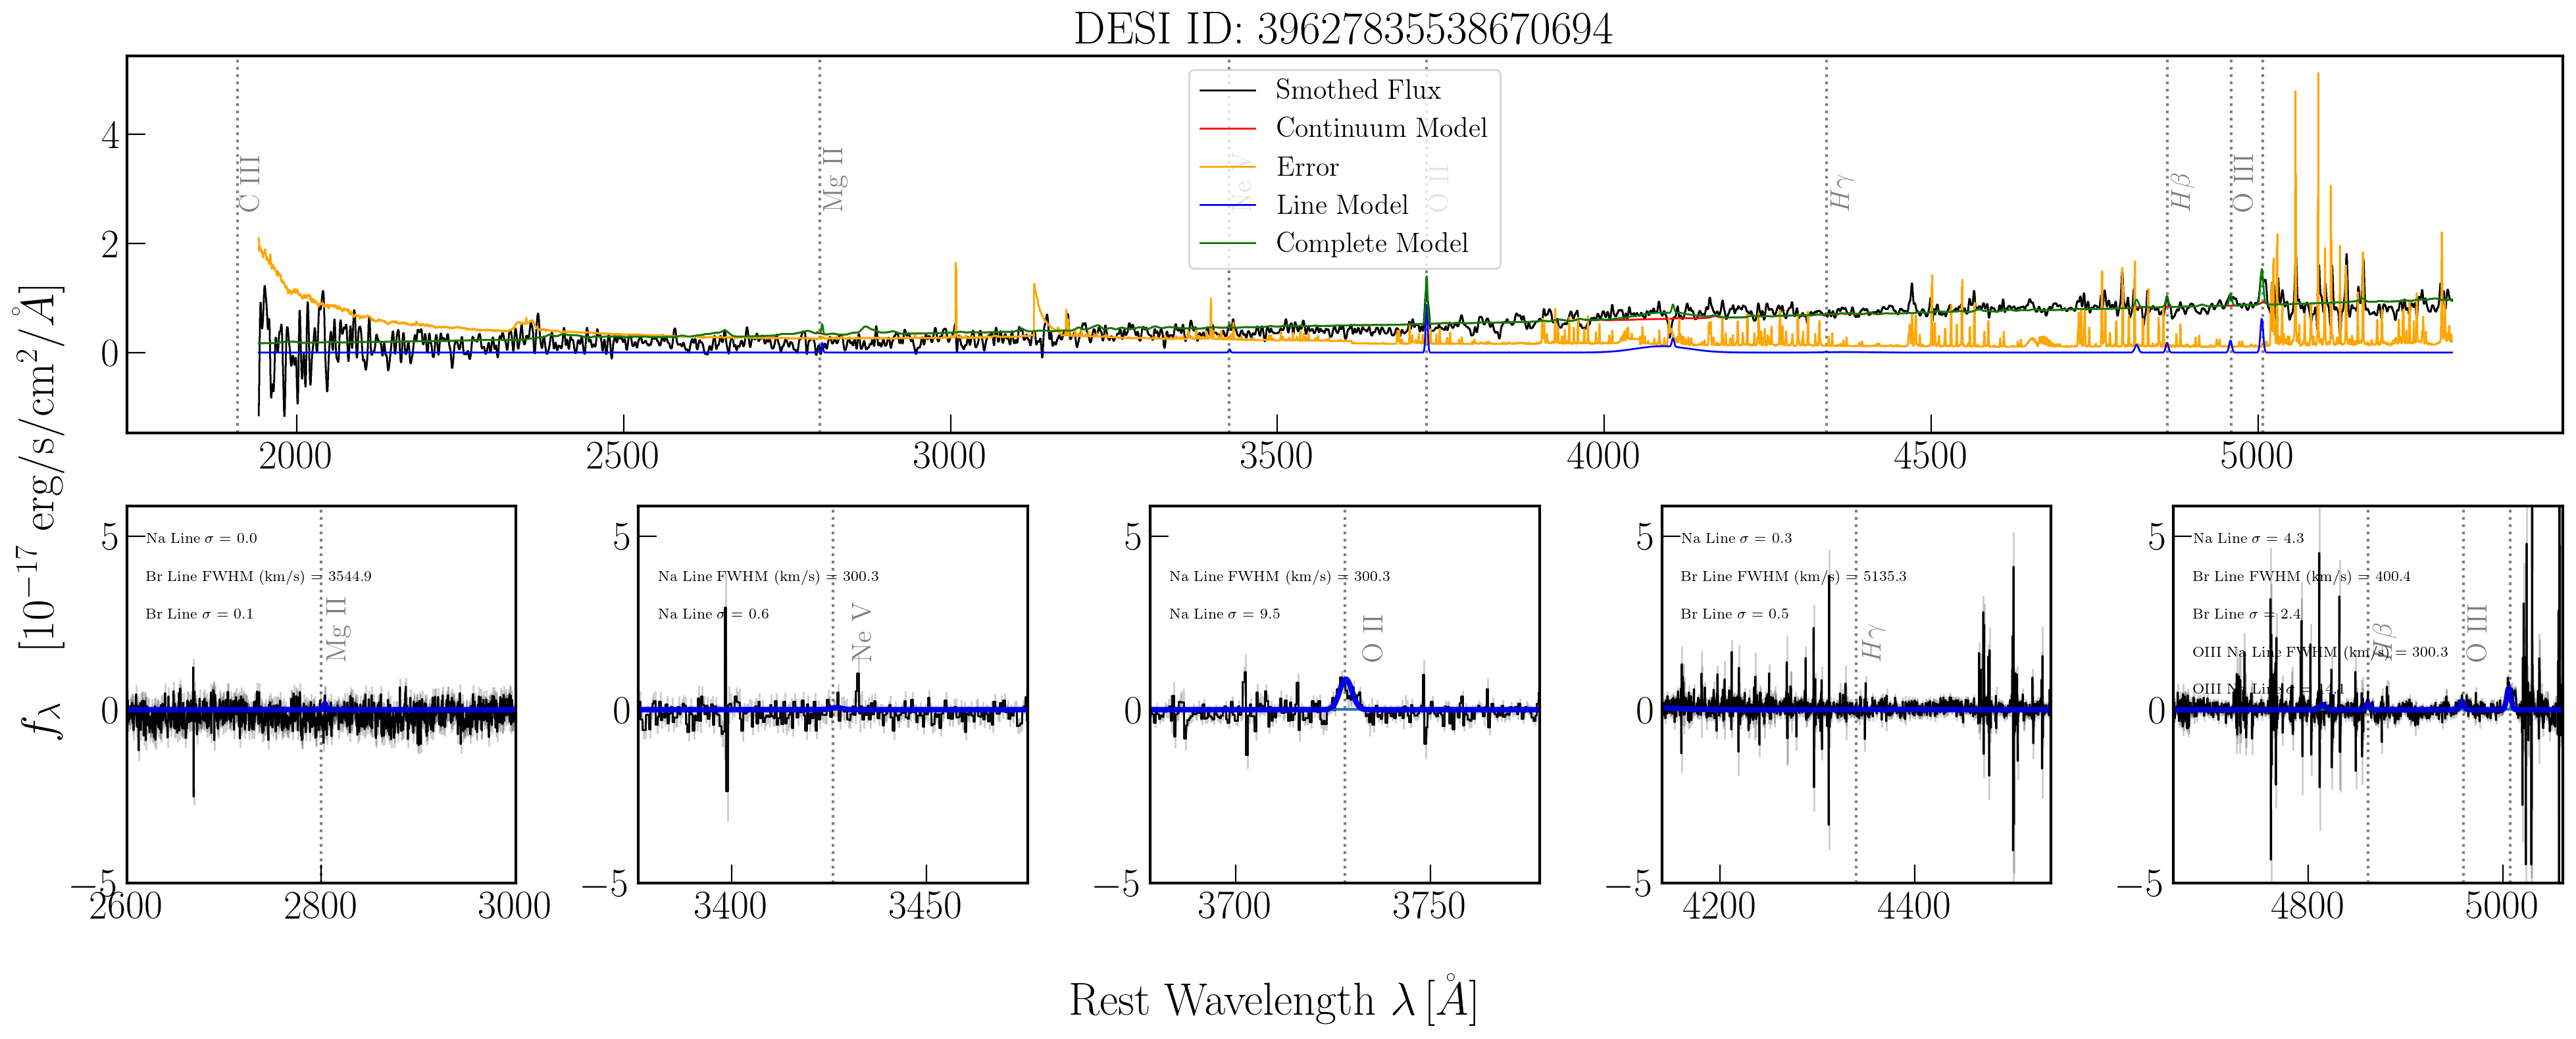 DESI ID: 39627835538670694
Smothed Flux
Continuum Model
Error
Line Model
Complete Model
C III
Mg II
Ne V
O II
Hγ
Hβ
O III
4
2
0
2000 2500 3000 3500 4000 4500 5000
f_λ [10^{-17} erg/s/cm^2/Å]
Na Line σ = 0.0
Br Line FWHM (km/s) = 3544.9
Br Line σ = 0.1
Mg II
5
0
−5
2600 2800 3000
Na Line FWHM (km/s) = 300.3
Na Line σ = 0.6
Ne V
5
0
−5
3400 3450
Na Line FWHM (km/s) = 300.3
Na Line σ = 9.5
O II
5
0
−5
3700 3750
Na Line σ = 0.3
Br Line FWHM (km/s) = 5135.3
Br Line σ = 0.5
Hγ
5
0
−5
4200 4400
Na Line σ = 4.3
Br Line FWHM (km/s) = 400.4
Br Line σ = 2.4
OIII Na Line FWHM (km/s) = 300.3
OIII Na Line σ = 14.1
Hβ
O III
5
0
−5
4800 5000
Rest Wavelength λ [Å]